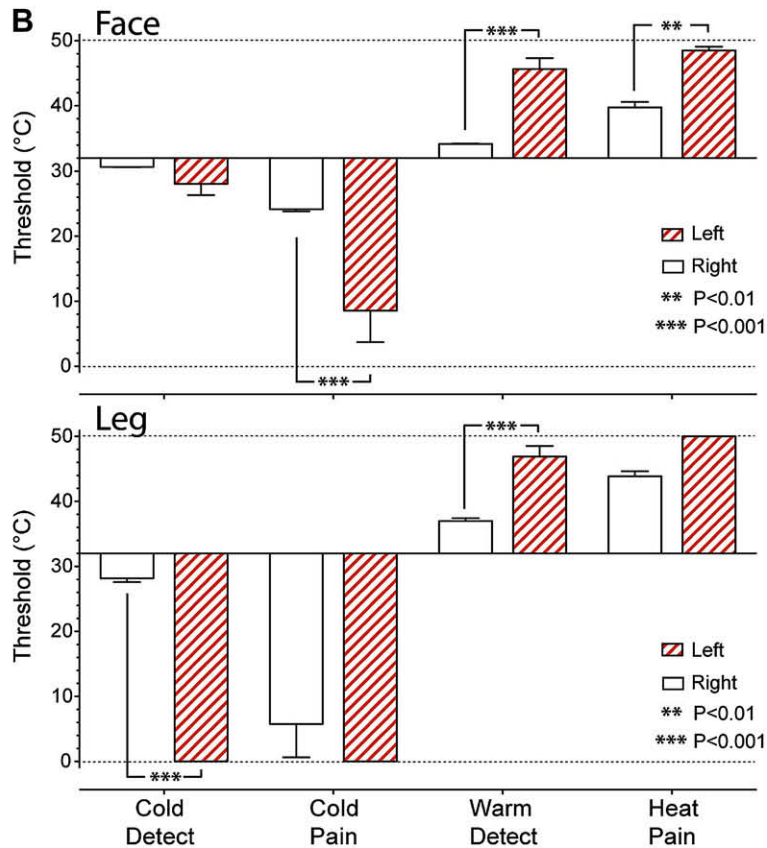 B Face
***
**
50
40
30
20
10
0
Threshold (°C)
Left
Right
** P<0.01
*** P<0.001
***
Leg
***
50
40
30
20
10
0
Threshold (°C)
Left
Right
** P<0.01
*** P<0.001
***
Cold Detect
Cold Pain
Warm Detect
Heat Pain